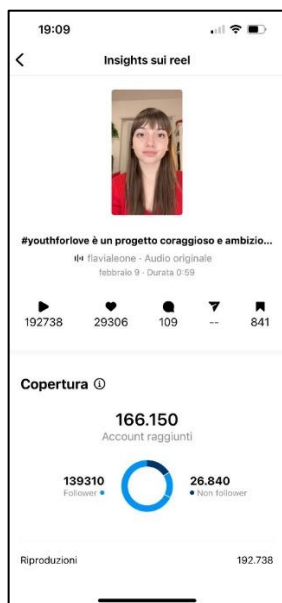 19:09
Insights sui reel
#youthforlove è un progetto coraggioso e ambizio...
flavialeone · Audio originale
febbraio 9 · Durata 0:59
192738 29306 109 -- 841
Copertura
166.150
Account raggiunti
139310 26.840
Follower Non follower
Riproduzioni 192.738